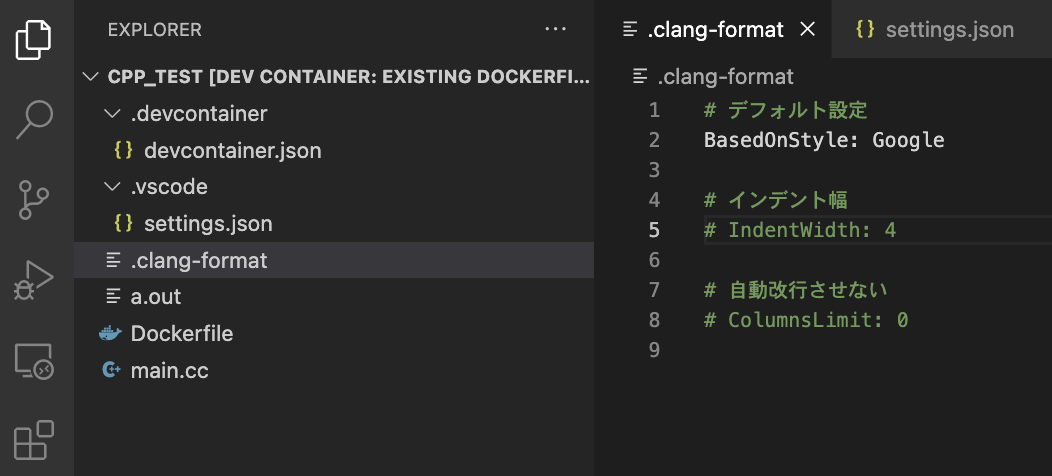 EXPLORER ...
CPP_TEST [DEV CONTAINER: EXISTING DOCKERFI...
.devcontainer
{} devcontainer.json
.vscode
{} settings.json
.clang-format
a.out
Dockerfile
main.cc
.clang-format
{} settings.json
.clang-format
1 # デフォルト設定
2 BasedOnStyle: Google
3
4 # インデント幅
5 # IndentWidth: 4
6
7 # 自動改行させない
8 # ColumnsLimit: 0
9